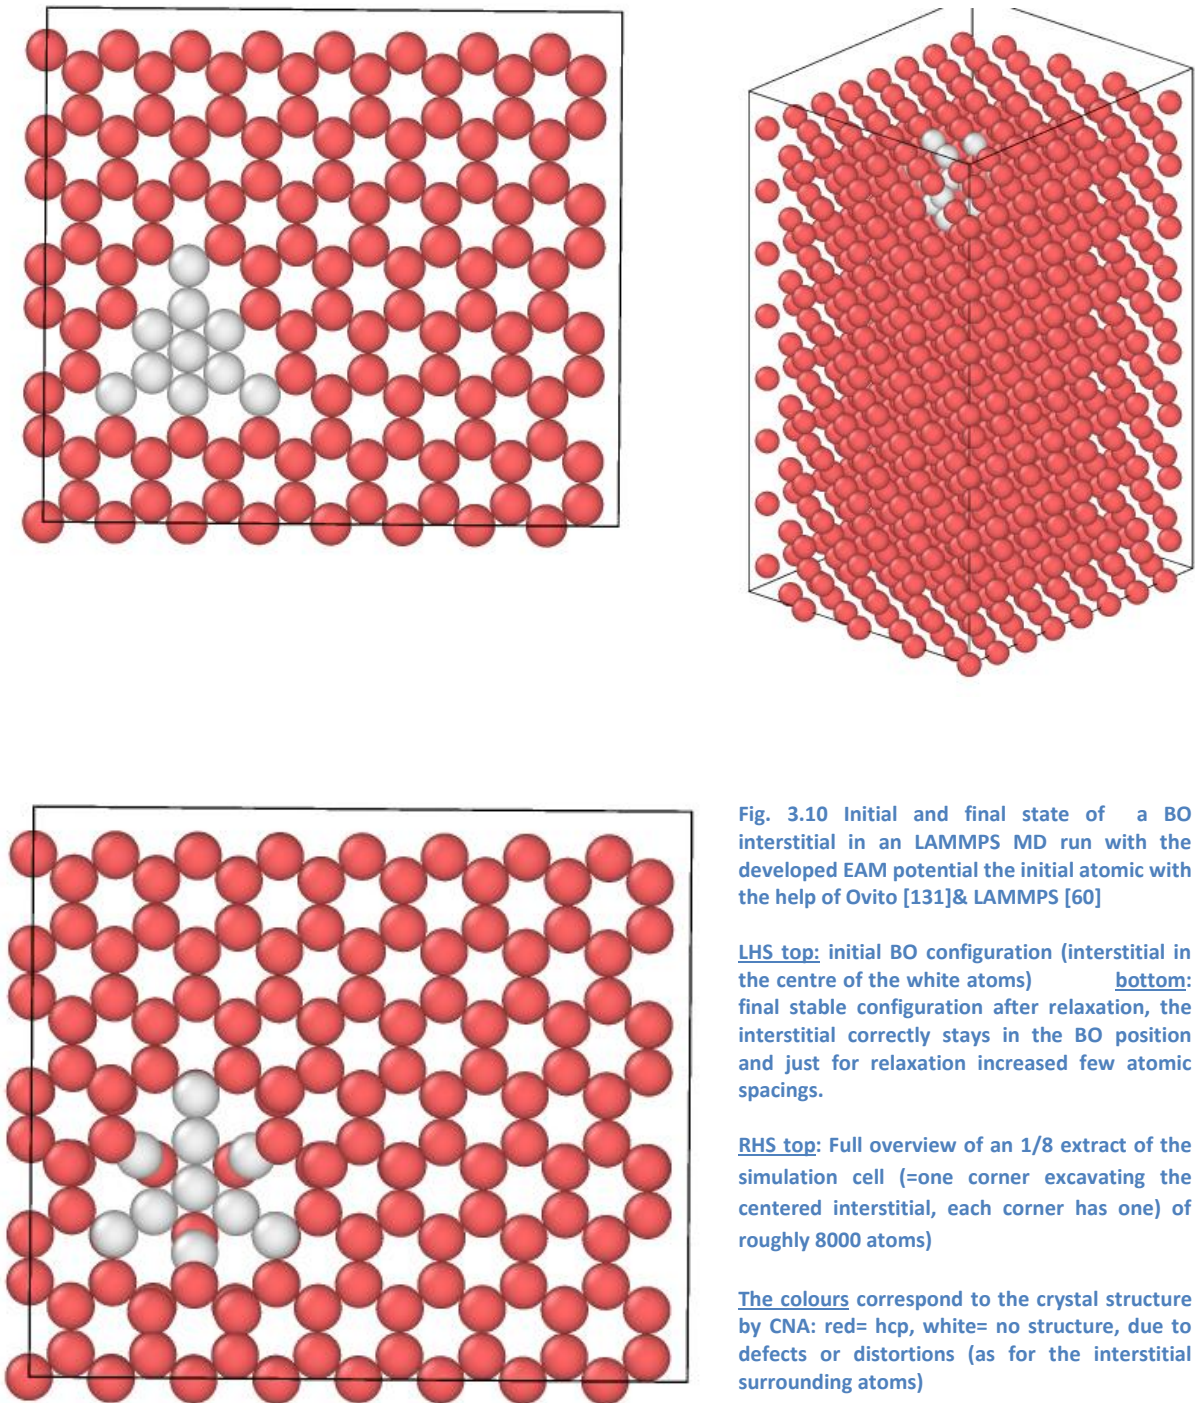 Fig. 3.10 Initial and final state of a BO
interstitial in an LAMMPS MD run with the
developed EAM potential the initial atomic with
the help of Ovito [131]& LAMMPS [60]
LHS top: initial BO configuration (interstitial in
the centre of the white atoms) bottom:
final stable configuration after relaxation, the
interstitial correctly stays in the BO position
and just for relaxation increased few atomic
spacings.
RHS top: Full overview of an 1/8 extract of the
simulation cell (=one corner excavating the
centered interstitial, each corner has one) of
roughly 8000 atoms)
The colours correspond to the crystal structure
by CNA: red= hcp, white= no structure, due to
defects or distortions (as for the interstitial
surrounding atoms)